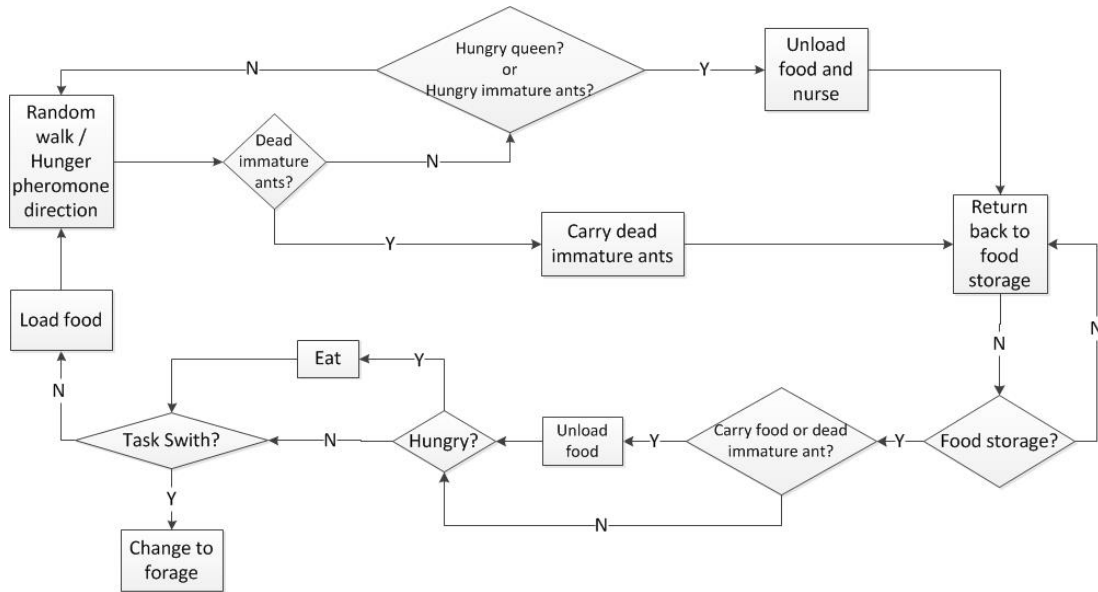 Hungry queen?
or
Hungry immature ants?
N
Y
Unload
food and
nurse
Random
walk /
Hunger
pheromone
direction
Dead
immature
ants?
N
Y
Carry dead
immature ants
Return
back to
food
storage
Load food
N
N
N
Eat
Y
Task Swith?
N
Hungry?
Unload
food
Y
Carry food or dead
immature ant?
Y
Food storage?
Y
N
Change to
forage